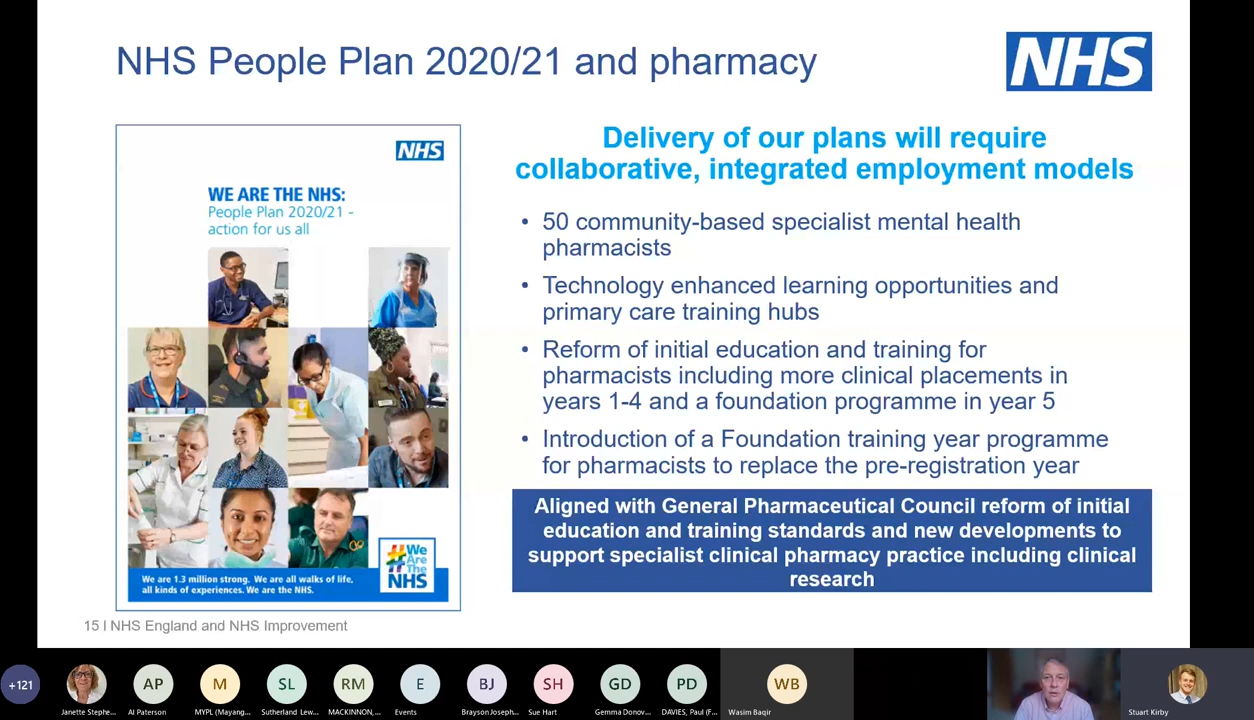 NHS People Plan 2020/21 and pharmacy
NHS
NHS
WE ARE THE NHS:
People Plan 2020/21 -
action for us all
#We
Are
The
NHS
We are 1.3 million strong. We are all walks of life,
all kinds of experiences. We are the NHS.
Delivery of our plans will require
collaborative, integrated employment models
• 50 community-based specialist mental health
pharmacists
• Technology enhanced learning opportunities and
primary care training hubs
• Reform of initial education and training for
pharmacists including more clinical placements in
years 1-4 and a foundation programme in year 5
• Introduction of a Foundation training year programme
for pharmacists to replace the pre-registration year
Aligned with General Pharmaceutical Council reform of initial
education and training standards and new developments to
support specialist clinical pharmacy practice including clinical
research
15 I NHS England and NHS Improvement
+121
AP
M
SL
RM
E
BJ
SH
GD
PD
WB
Janette Stephe...
Al Paterson
MYPL (Mayang...
Sutherland Lew...
MACKINNON,...
Events
Brayson Joseph...
Sue Hart
Gemma Donov...
DAVIES, Paul (F...
Wasim Baqir
Stuart Kirby